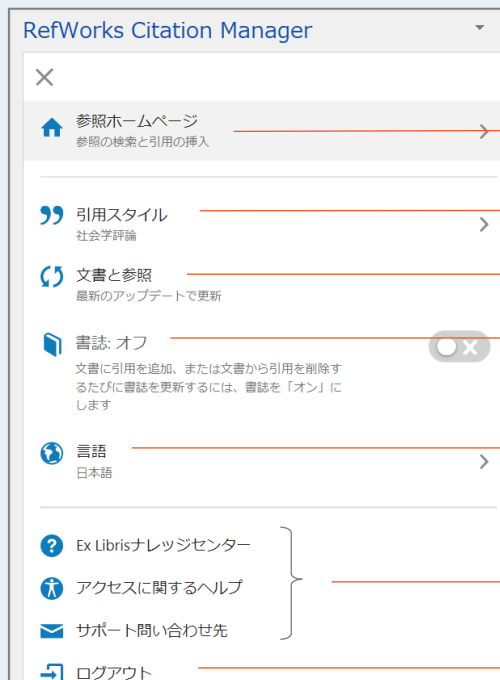 RefWorks Citation Manager
参照ホームページ
参照の検索と引用の挿入
引用スタイル
社会学評論
文書と参照
最新のアップデートで更新
書誌: オフ
文書に引用を追加、または文書から引用を削除す
るたびに書誌を更新するには、書誌を「オン」に
します
言語
日本語
Ex Librisナレッジセンター
アクセスに関するヘルプ
サポート問い合わせ先
ログアウト